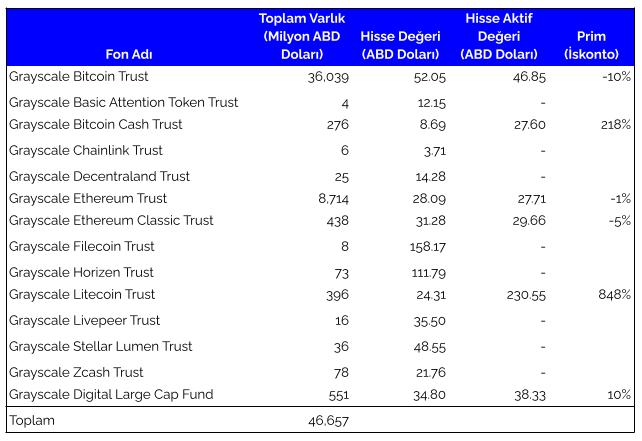 Fon Adı Toplam Varlık (Milyon ABD Doları) Hisse Değeri (ABD Doları) Hisse Aktif Değeri (ABD Doları) Prim (İskonto)
Grayscale Bitcoin Trust 36,039 52.05 46.85 -10%
Grayscale Basic Attention Token Trust 4 12.15 -
Grayscale Bitcoin Cash Trust 276 8.69 27.60 218%
Grayscale Chainlink Trust 6 3.71 -
Grayscale Decentraland Trust 25 14.28 -
Grayscale Ethereum Trust 8,714 28.09 27.71 -1%
Grayscale Ethereum Classic Trust 438 31.28 29.66 -5%
Grayscale Filecoin Trust 8 158.17 -
Grayscale Horizen Trust 73 111.79 -
Grayscale Litecoin Trust 396 24.31 230.55 848%
Grayscale Livepeer Trust 16 35.50 -
Grayscale Stellar Lumen Trust 36 48.55 -
Grayscale Zcash Trust 78 21.76 -
Grayscale Digital Large Cap Fund 551 34.80 38.33 10%
Toplam 46,657